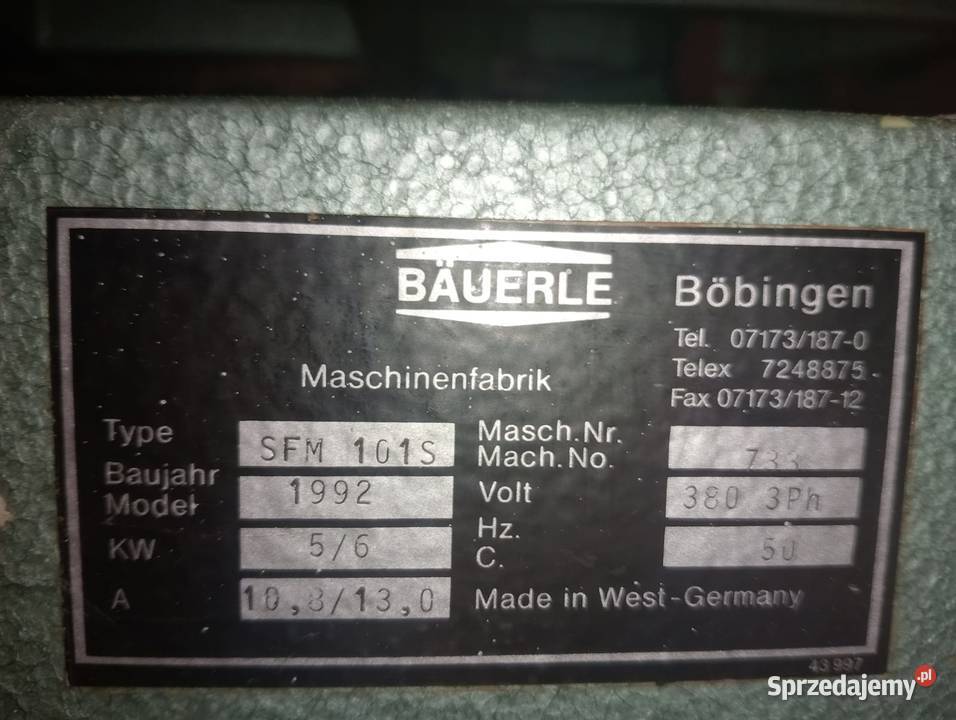 BÄUERLE
Böbingen
Tel. 07173/187-0
Telex 7248875
Fax 07173/187-12
Maschinenfabrik
Type SFM 101S
Masch.Nr.
Mach.No. 733
Baujahr
Model 1992
Volt 380 3Ph
KW 5/6
Hz.
C. 50
A 10,8/13,0
Made in West-Germany
43997
Sprzedajemy.pl